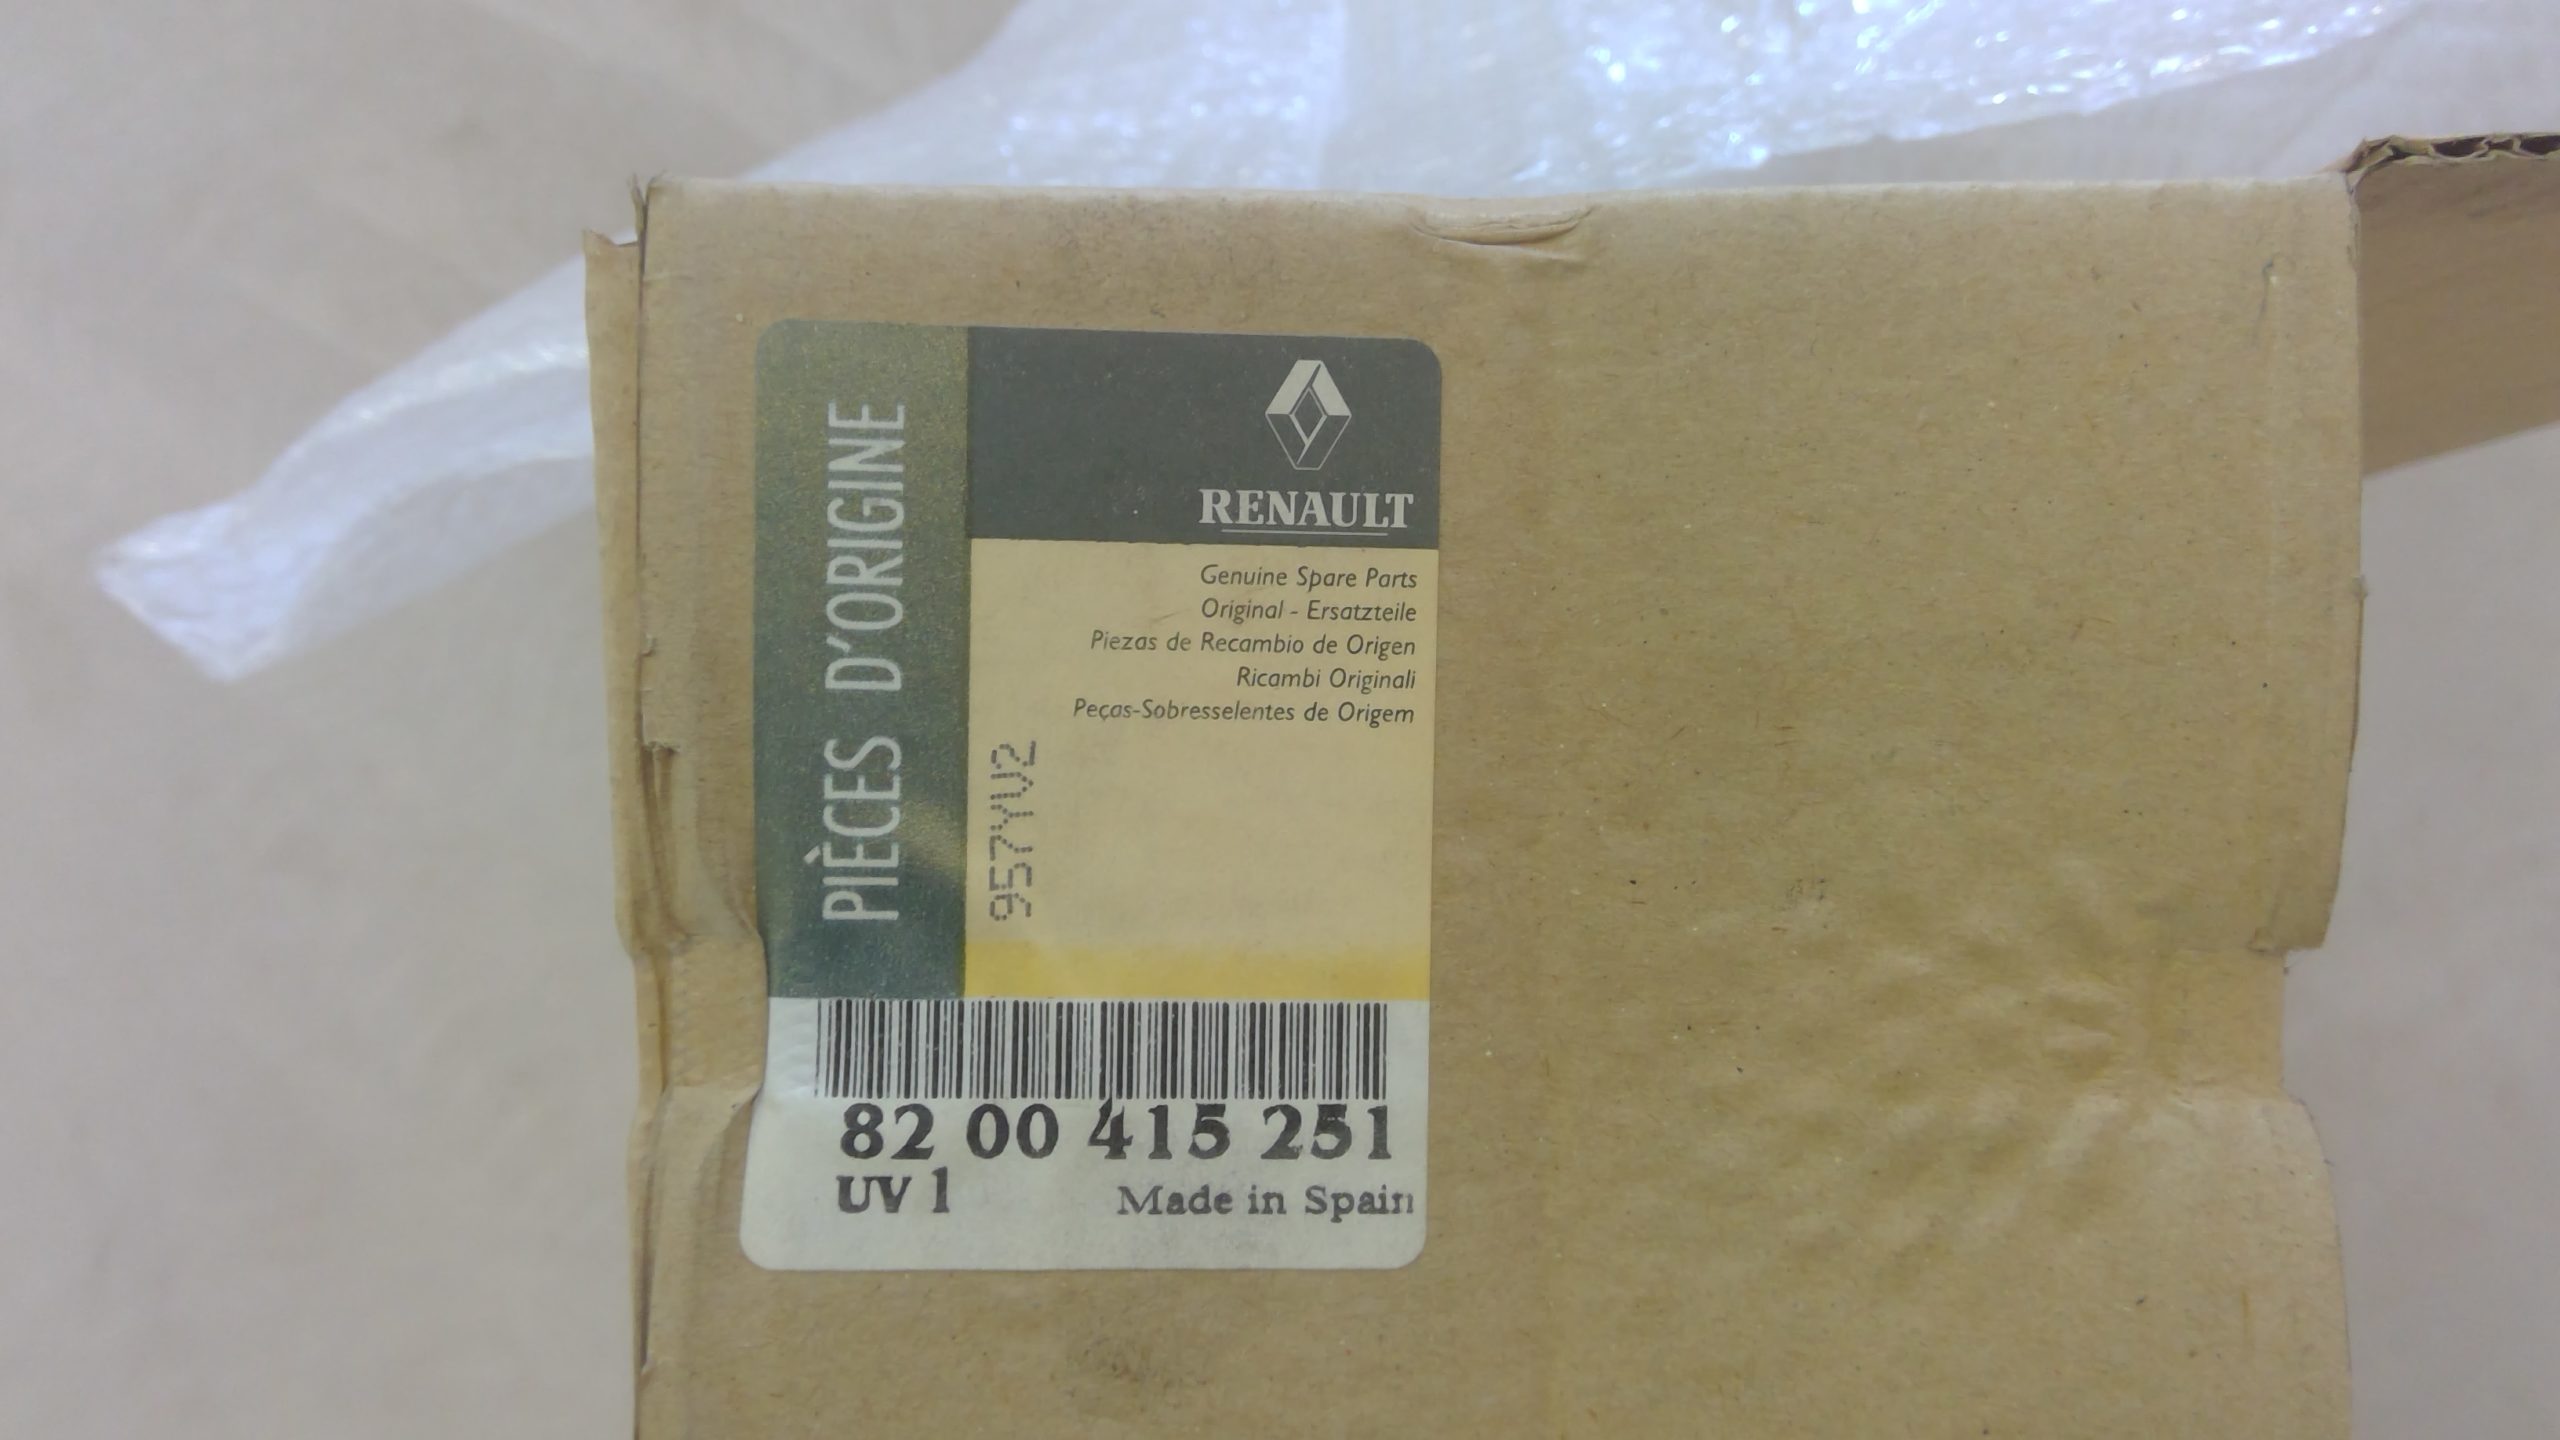 PIÈCES D'ORIGINE
RENAULT
Genuine Spare Parts
Original - Ersatzteile
Piezas de Recambio de Origen
Ricambi Originali
Peças-Sobresselentes de Origem
957YU2
82 00 415 251
UV 1 Made in Spain